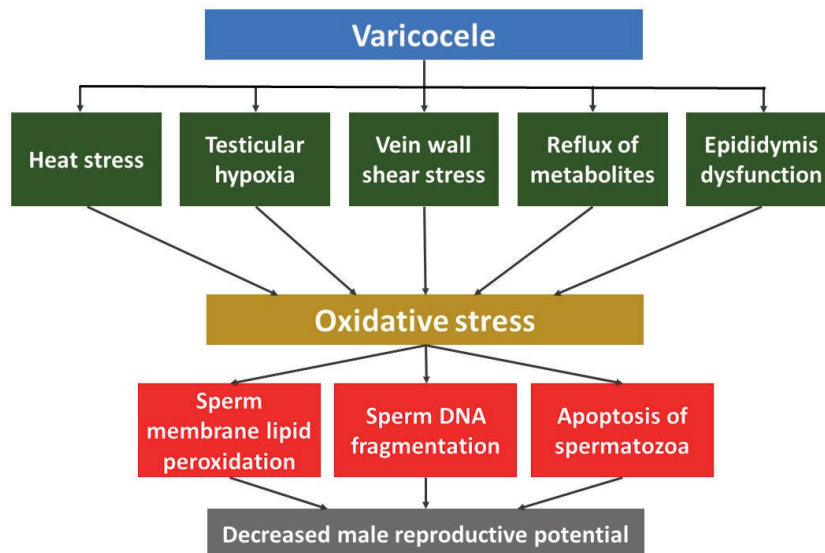 Varicocele
Heat stress
Testicular
hypoxia
Vein wall
shear stress
Reflux of
metabolites
Epididymis
dysfunction
Oxidative stress
Sperm
membrane lipid
peroxidation
Sperm DNA
fragmentation
Apoptosis of
spermatozoa
Decreased male reproductive potential